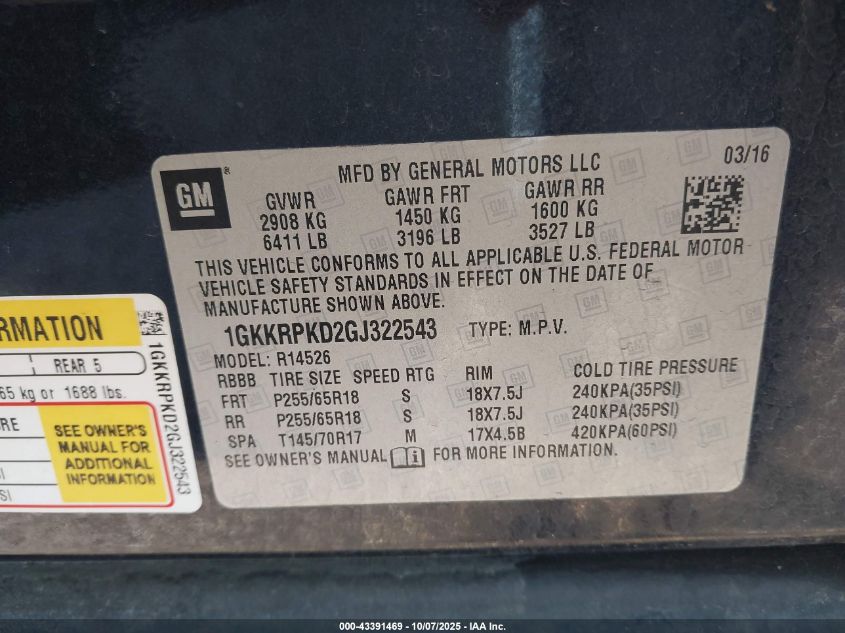 GM
®
MFD BY GENERAL MOTORS LLC
03/16
GVWR GAWR FRT GAWR RR
2908 KG 1450 KG 1600 KG
6411 LB 3196 LB 3527 LB
THIS VEHICLE CONFORMS TO ALL APPLICABLE U.S. FEDERAL MOTOR
VEHICLE SAFETY STANDARDS IN EFFECT ON THE DATE OF
MANUFACTURE SHOWN ABOVE.
1GKKRPKD2GJ322543 TYPE: M.P.V.
MODEL: R14526
RBBB TIRE SIZE SPEED RTG RIM COLD TIRE PRESSURE
FRT P255/65R18 S 18X7.5J 240KPA(35PSI)
RR P255/65R18 S 18X7.5J 240KPA(35PSI)
SPA T145/70R17 M 17X4.5B 420KPA(60PSI)
SEE OWNER'S MANUAL i FOR MORE INFORMATION.
REAR 5
kg or 1688 lbs.
SEE OWNER'S
MANUAL FOR
ADDITIONAL
INFORMATION
1GKKRPKD2GJ322543
000-43391469 - 10/07/2025 - IAA Inc.